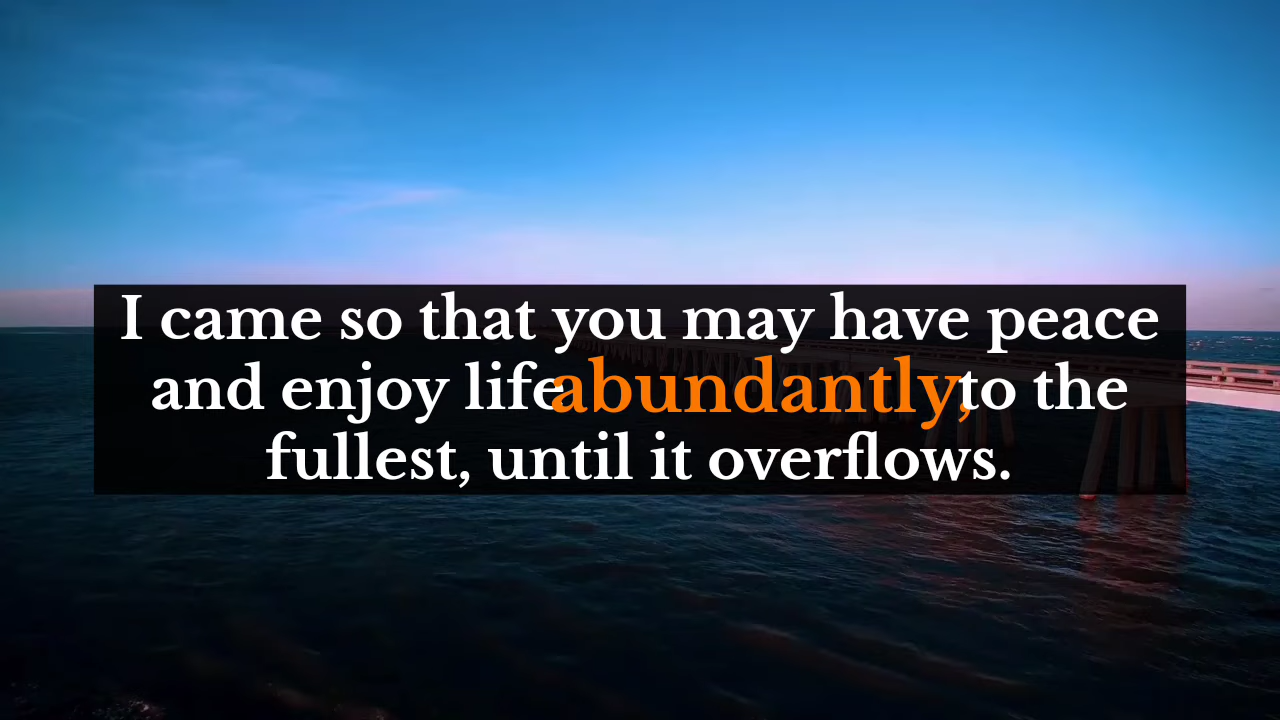 I came so that you may have peace
and enjoy life abundantly, to the
fullest, until it overflows.